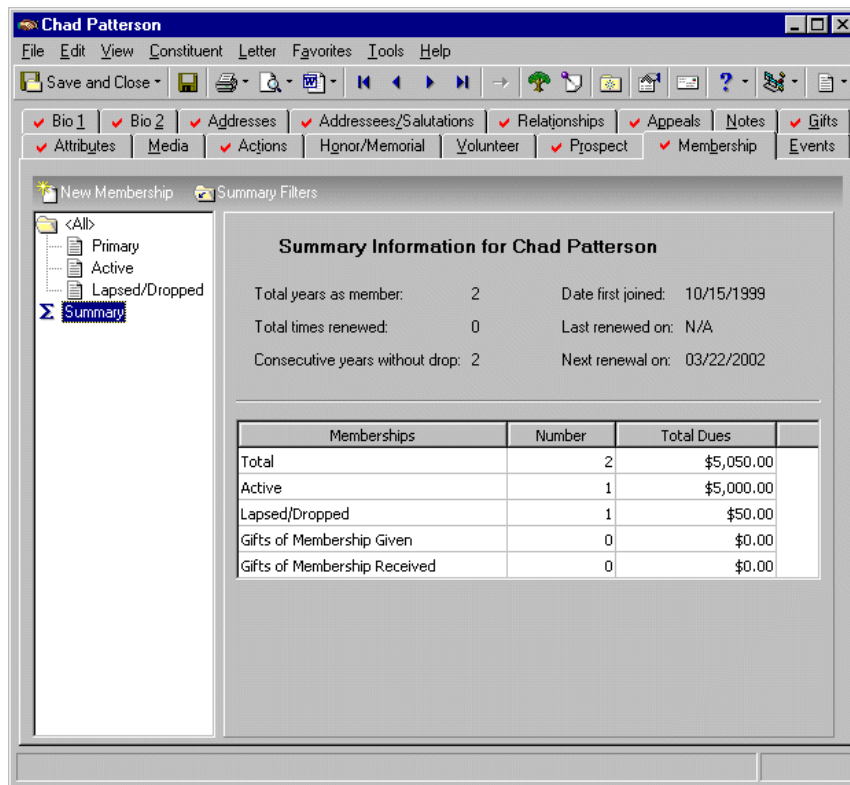 Chad Patterson
File Edit View Constituent Letter Favorites Tools Help
Save and Close
Bio 1 Bio 2 Addresses Addressees/Salutations Relationships Appeals Notes Gifts
Attributes Media Actions Honor/Memorial Volunteer Prospect Membership Events
New Membership Summary Filters
<All>
Primary
Active
Lapsed/Dropped
Σ Summary
Summary Information for Chad Patterson
Total years as member: 2 Date first joined: 10/15/1999
Total times renewed: 0 Last renewed on: N/A
Consecutive years without drop: 2 Next renewal on: 03/22/2002
Memberships Number Total Dues
Total 2 $5,050.00
Active 1 $5,000.00
Lapsed/Dropped 1 $50.00
Gifts of Membership Given 0 $0.00
Gifts of Membership Received 0 $0.00